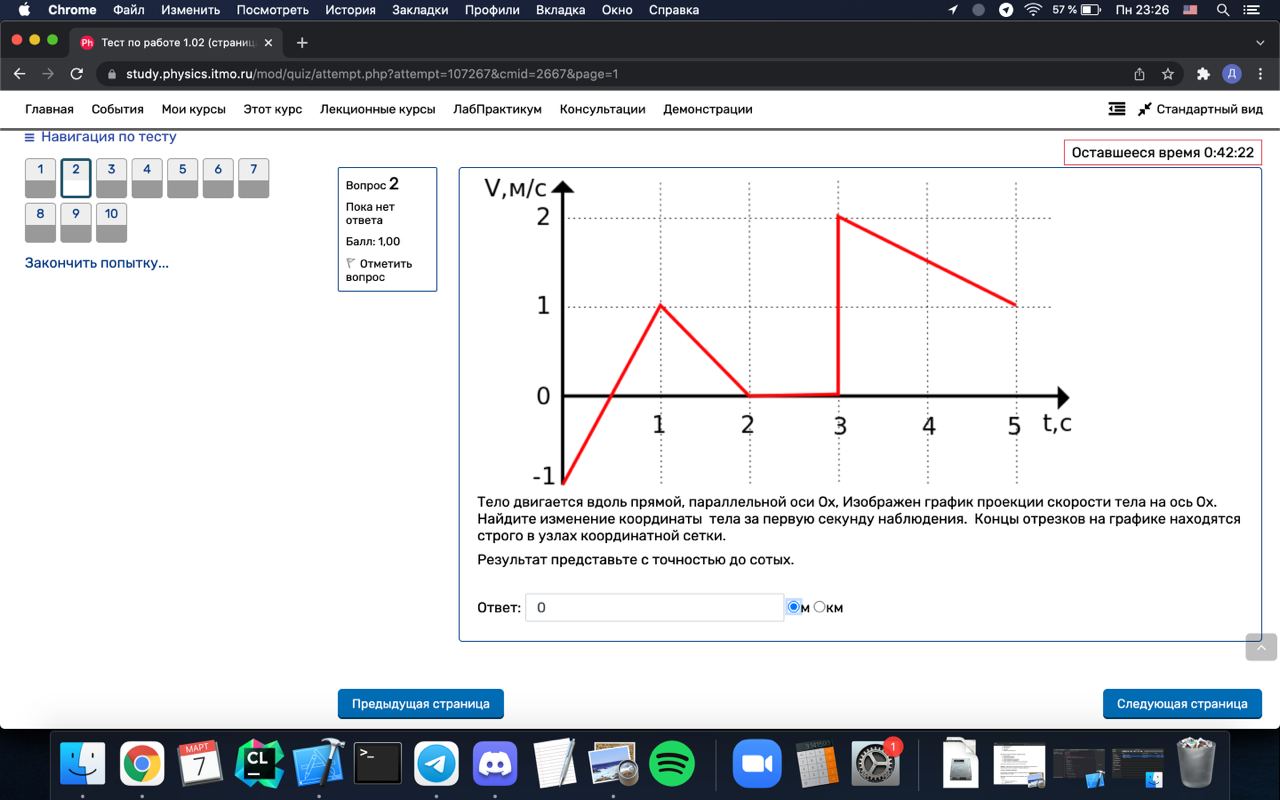 Chrome Файл Изменить Посмотреть История Закладки Профили Вкладка Окно Справка 57 % Пн 23:26
Ph Тест по работе 1.02 (страниц
study.physics.itmo.ru/mod/quiz/attempt.php?attempt=107267&cmid=2667&page=1 Д
Главная События Мои курсы Этот курс Лекционные курсы ЛабПрактикум Консультации Демонстрации Стандартный вид
Навигация по тесту
Оставшееся время 0:42:22
1 2 3 4 5 6 7
8 9 10
Закончить попытку...
Вопрос 2
Пока нет
ответа
Балл: 1,00
Отметить
вопрос
V,м/с
2
1
0
1 2 3 4 5 t,c
-1
Тело двигается вдоль прямой, параллельной оси Ох, Изображен график проекции скорости тела на ось Ох.
Найдите изменение координаты тела за первую секунду наблюдения. Концы отрезков на графике находятся
строго в узлах координатной сетки.
Результат представьте с точностью до сотых.
Ответ: 0 м км
Предыдущая страница Следующая страница
МАРТ
7
CL
1